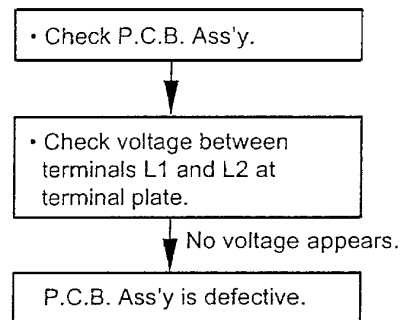 · Check P.C.B. Ass'y.
· Check voltage between
terminals L1 and L2 at
terminal plate.
No voltage appears.
P.C.B. Ass'y is defective.